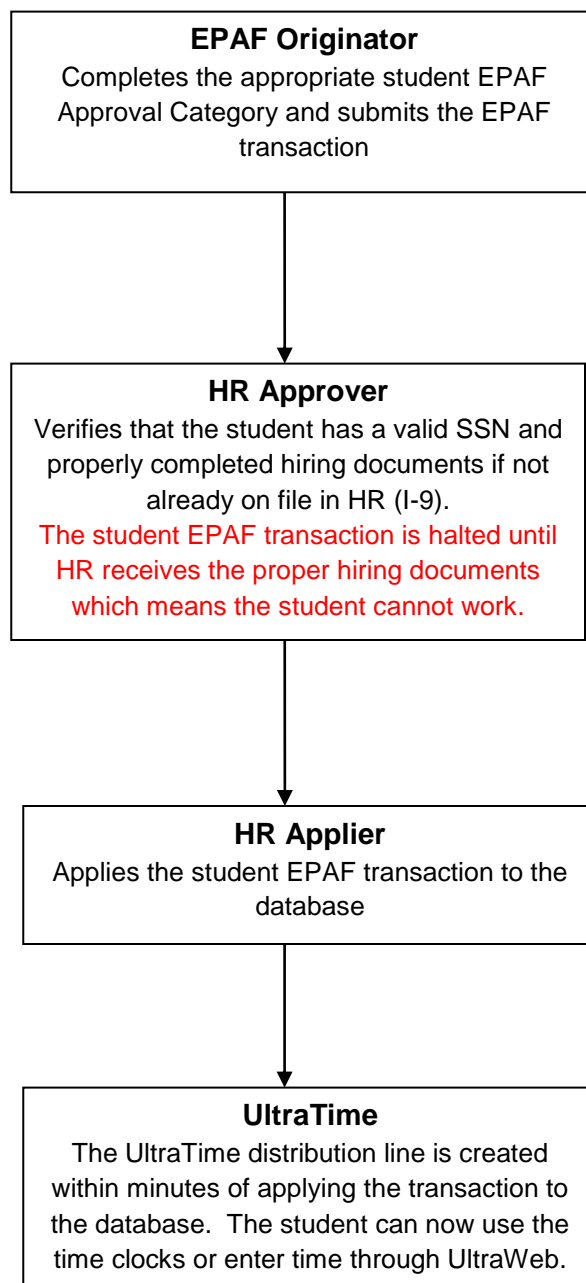 EPAF Originator
Completes the appropriate student EPAF
Approval Category and submits the EPAF
transaction
HR Approver
Verifies that the student has a valid SSN and
properly completed hiring documents if not
already on file in HR (I-9).
The student EPAF transaction is halted until
HR receives the proper hiring documents
which means the student cannot work.
HR Applier
Applies the student EPAF transaction to the
database
UltraTime
The UltraTime distribution line is created
within minutes of applying the transaction to
the database.  The student can now use the
time clocks or enter time through UltraWeb.